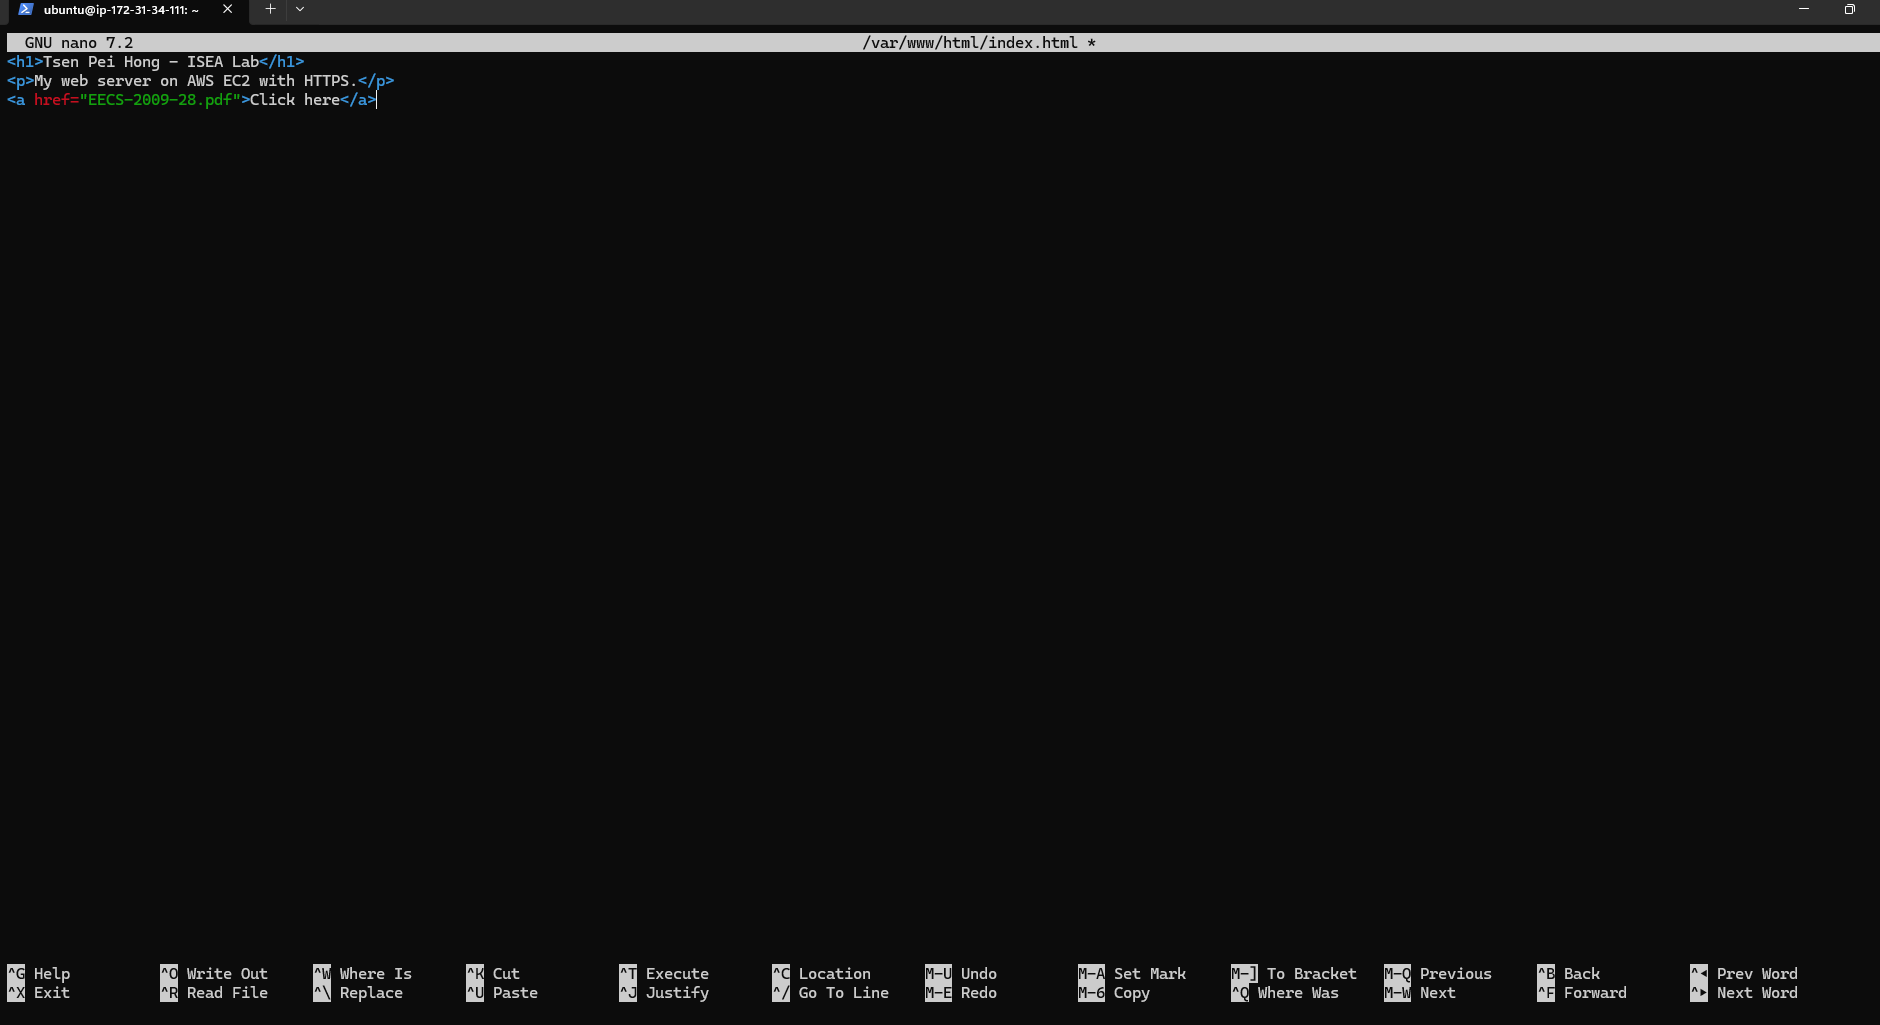 ubuntu@ip-172-31-34-111: ~
GNU nano 7.2 /var/www/html/index.html *
<h1>Tsen Pei Hong - ISEA Lab</h1>
<p>My web server on AWS EC2 with HTTPS.</p>
<a href="EECS-2009-28.pdf">Click here</a>
^G Help ^O Write Out ^W Where Is ^K Cut ^T Execute ^C Location M-U Undo M-A Set Mark M-] To Bracket M-Q Previous ^B Back ^◂ Prev Word
^X Exit ^R Read File ^\ Replace ^U Paste ^J Justify ^/ Go To Line M-E Redo M-6 Copy ^Q Where Was M-W Next ^F Forward ^▸ Next Word